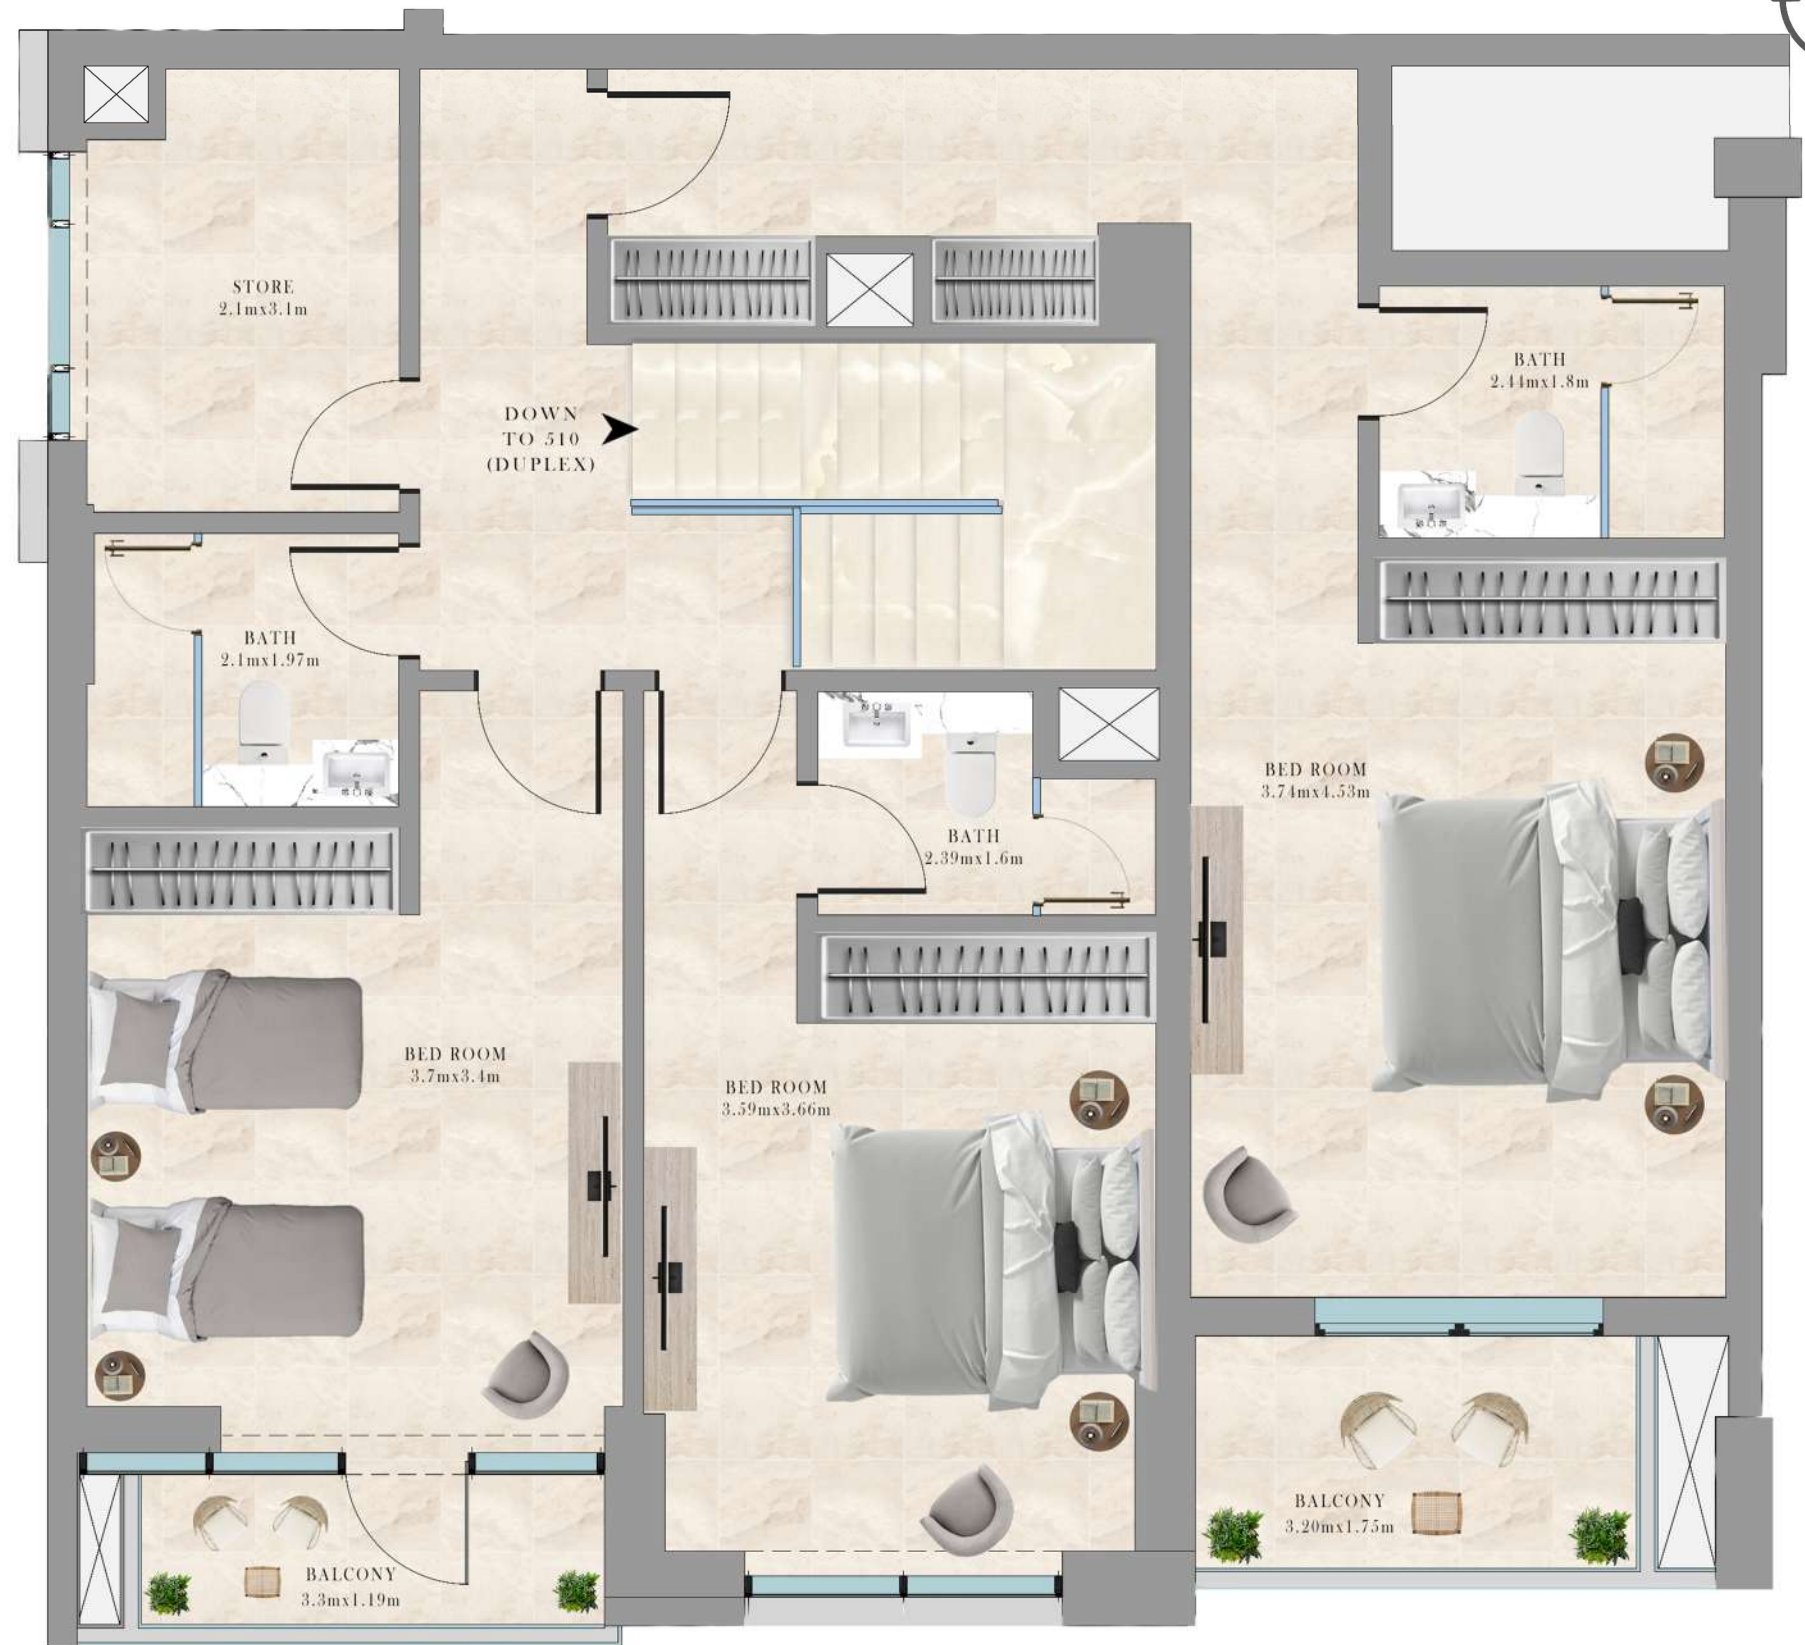 STORE
2.1mx3.1m
DOWN
TO 510
(DUPLEX)
BATH
2.44mx1.8m
BATH
2.1mx1.97m
BED ROOM
3.74mx4.53m
BATH
2.39mx1.6m
BED ROOM
3.7mx3.4m
BED ROOM
3.59mx3.66m
BALCONY
3.20mx1.75m
BALCONY
3.3mx1.19m